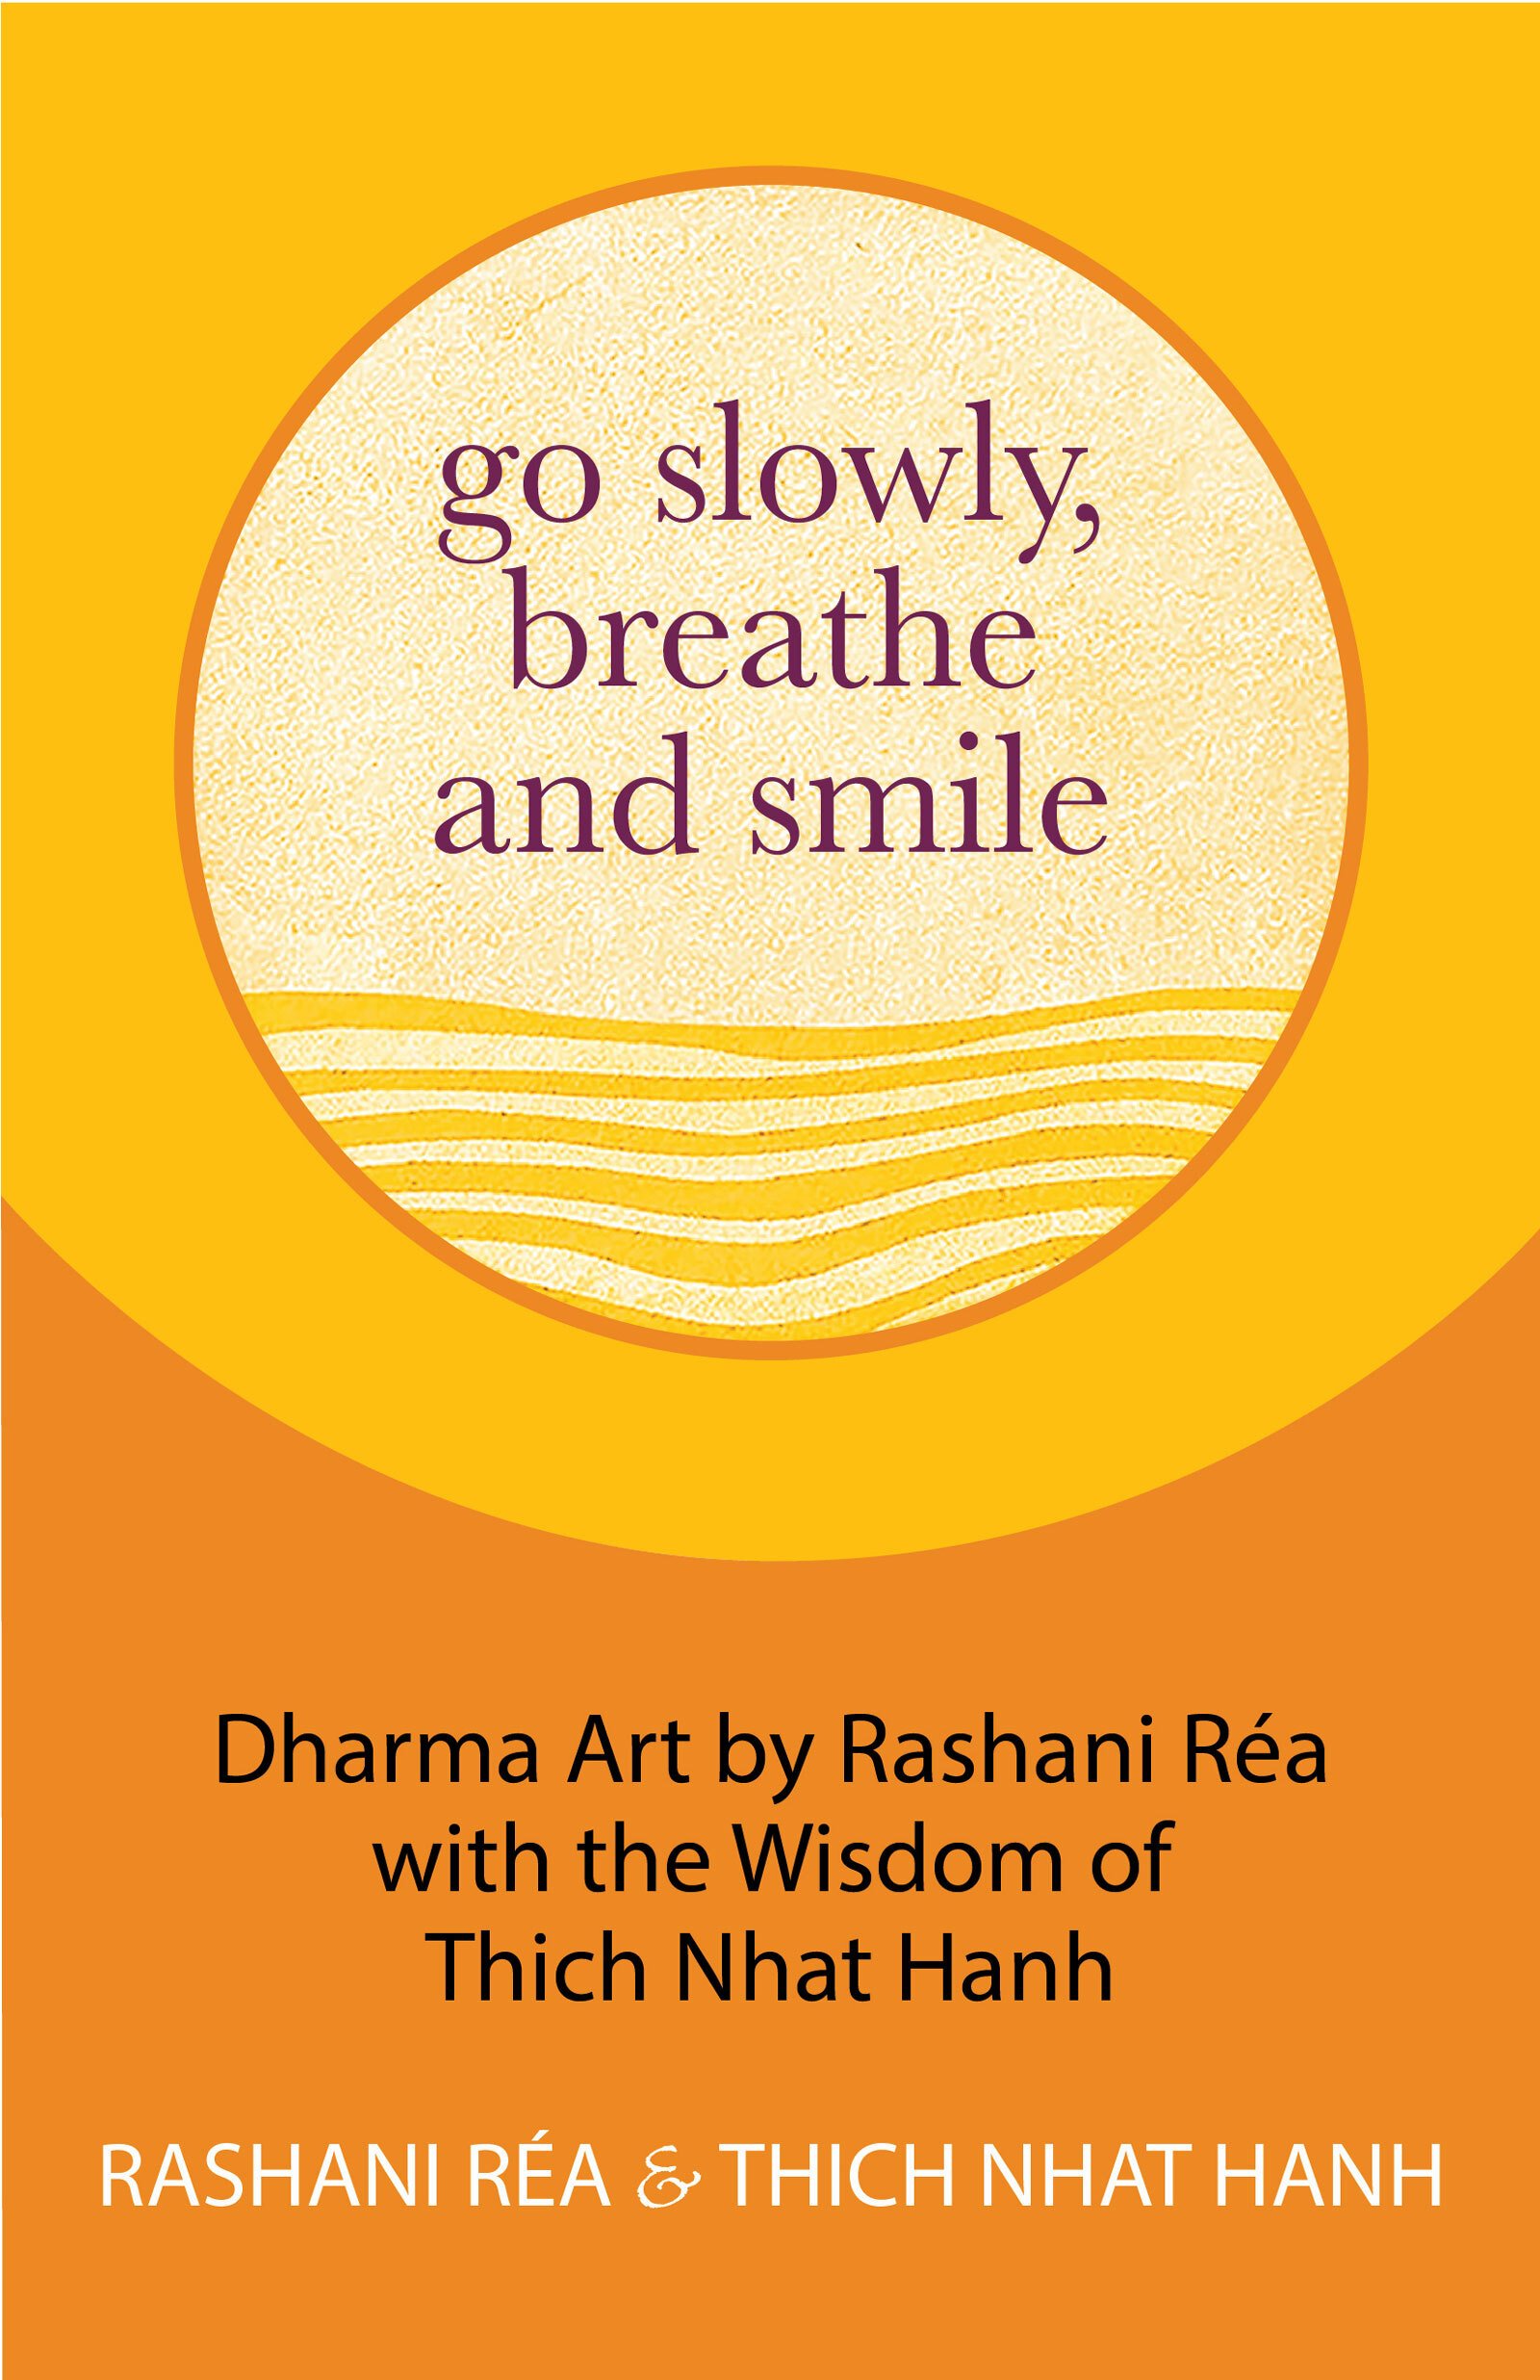 go slowly,
breathe
and smile
Dharma Art by Rashani Réa
with the Wisdom of
Thich Nhat Hanh
RASHANI RÉA & THICH NHAT HANH